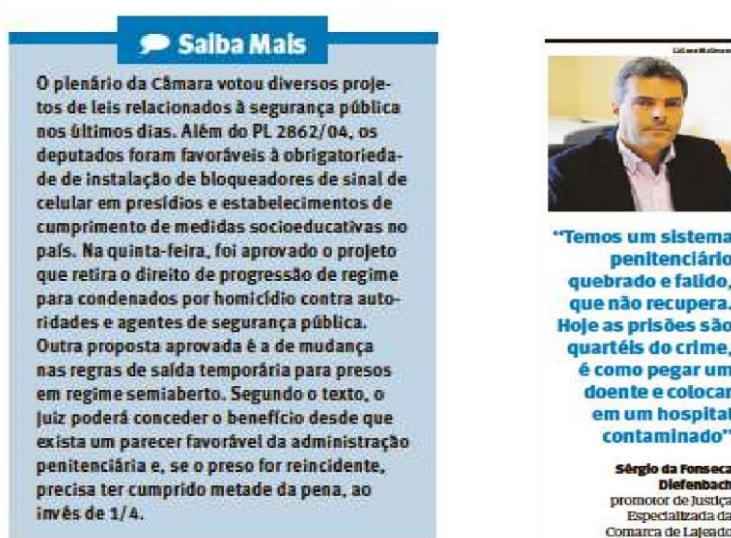 Saiba Mais
O plenário da Câmara votou diversos proje-
tos de leis relacionados à segurança pública
nos últimos dias. Além do PL 2862/04, os
deputados foram favoráveis à obrigatorieda-
de de instalação de bloqueadores de sinal de
celular em presídios e estabelecimentos de
cumprimento de medidas socioeducativas no
país. Na quinta-feira, foi aprovado o projeto
que retira o direito de progressão de regime
para condenados por homicídio contra auto-
ridades e agentes de segurança pública.
Outra proposta aprovada é a de mudança
nas regras de saída temporária para presos
em regime semiaberto. Segundo o texto, o
juiz poderá conceder o benefício desde que
exista um parecer favorável da administração
penitenciária e, se o preso for reincidente,
precisa ter cumprido metade da pena, ao
invés de 1/4.
“Temos um sistema
penitenciário
quebrado e falido,
que não recupera.
Hoje as prisões são
quartéis do crime,
é como pegar um
doente e colocar
em um hospital
contaminado”
Sérgio da Fonseca
Diefenbach
promotor de Justiça
Especializada da
Comarca de Lajeado